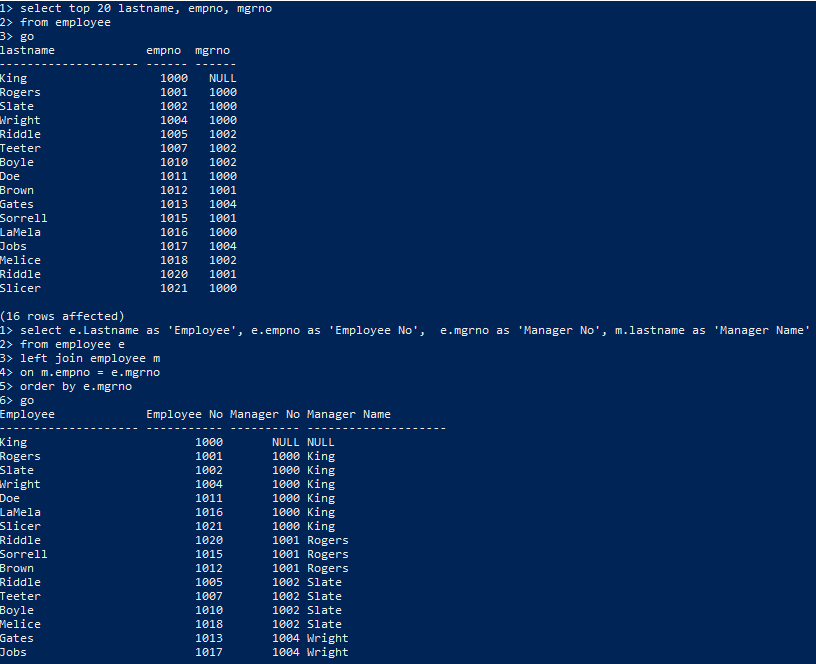 1> select top 20 lastname, empno, mgrno
2> from employee
3> go
lastname             empno  mgrno
-------------------- ------ ------
King                   1000   NULL
Rogers                 1001   1000
Slate                  1002   1000
Wright                 1004   1000
Riddle                 1005   1002
Teeter                 1007   1002
Boyle                  1010   1002
Doe                    1011   1000
Brown                  1012   1001
Gates                  1013   1004
Sorrell                1015   1001
LaMela                 1016   1000
Jobs                   1017   1004
Melice                 1018   1002
Riddle                 1020   1001
Slicer                 1021   1000
(16 rows affected)
1> select e.Lastname as 'Employee', e.empno as 'Employee No',  e.mgrno as 'Manager No', m.lastname as 'Manager Name'
2> from employee e
3> left join employee m
4> on m.empno = e.mgrno
5> order by e.mgrno
6> go
Employee             Employee No Manager No Manager Name
-------------------- ----------- ---------- --------------------
King                        1000       NULL NULL
Rogers                      1001       1000 King
Slate                       1002       1000 King
Wright                      1004       1000 King
Doe                         1011       1000 King
LaMela                      1016       1000 King
Slicer                      1021       1000 King
Riddle                      1020       1001 Rogers
Sorrell                     1015       1001 Rogers
Brown                       1012       1001 Rogers
Riddle                      1005       1002 Slate
Teeter                      1007       1002 Slate
Boyle                       1010       1002 Slate
Melice                      1018       1002 Slate
Gates                       1013       1004 Wright
Jobs                        1017       1004 Wright